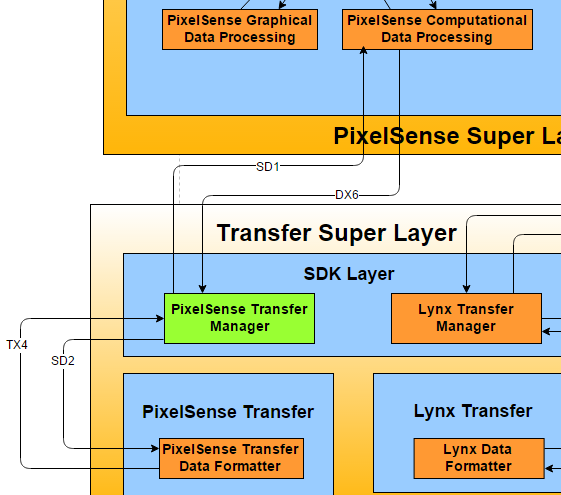 PixelSense Graphical
Data Processing
PixelSense Computational
Data Processing
PixelSense Super La
SD1
DX6
Transfer Super Layer
SDK Layer
PixelSense Transfer
Manager
Lynx Transfer
Manager
TX4
SD2
PixelSense Transfer
Lynx Transfer
PixelSense Transfer
Data Formatter
Lynx Data
Formatter